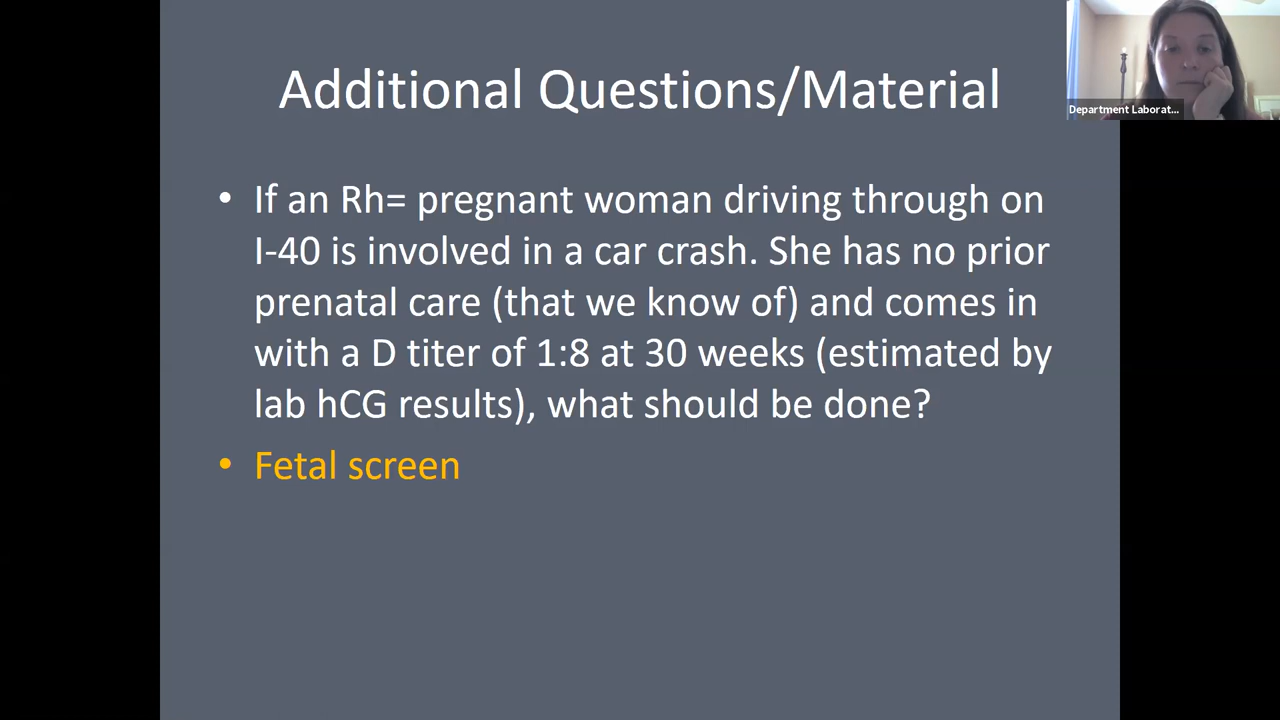 Additional Questions/Material
Department Laborat...
• If an Rh= pregnant woman driving through on
I-40 is involved in a car crash. She has no prior
prenatal care (that we know of) and comes in
with a D titer of 1:8 at 30 weeks (estimated by
lab hCG results), what should be done?
• Fetal screen